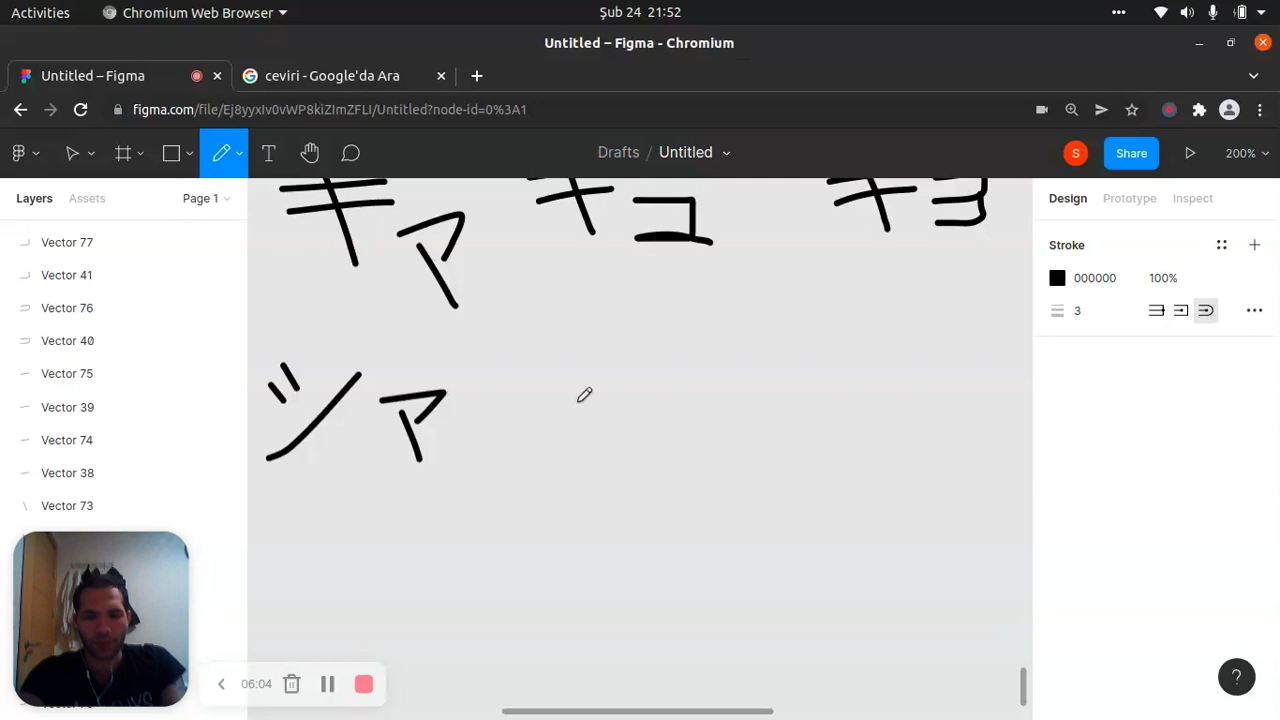 Activities
Chromium Web Browser
Şub 24 21:52
Untitled – Figma - Chromium
Untitled – Figma
ceviri - Google'da Ara
figma.com/file/Ej8yyxIv0vWP8kiZImZFLI/Untitled?node-id=0%3A1
Drafts / Untitled
S
Share
200%
Layers
Assets
Page 1
Design
Prototype
Inspect
Vector 77
Vector 41
Vector 76
Vector 40
Vector 75
Vector 39
Vector 74
Vector 38
Vector 73
Stroke
000000
100%
3
キャ キュ キョ
シャ
06:04
?